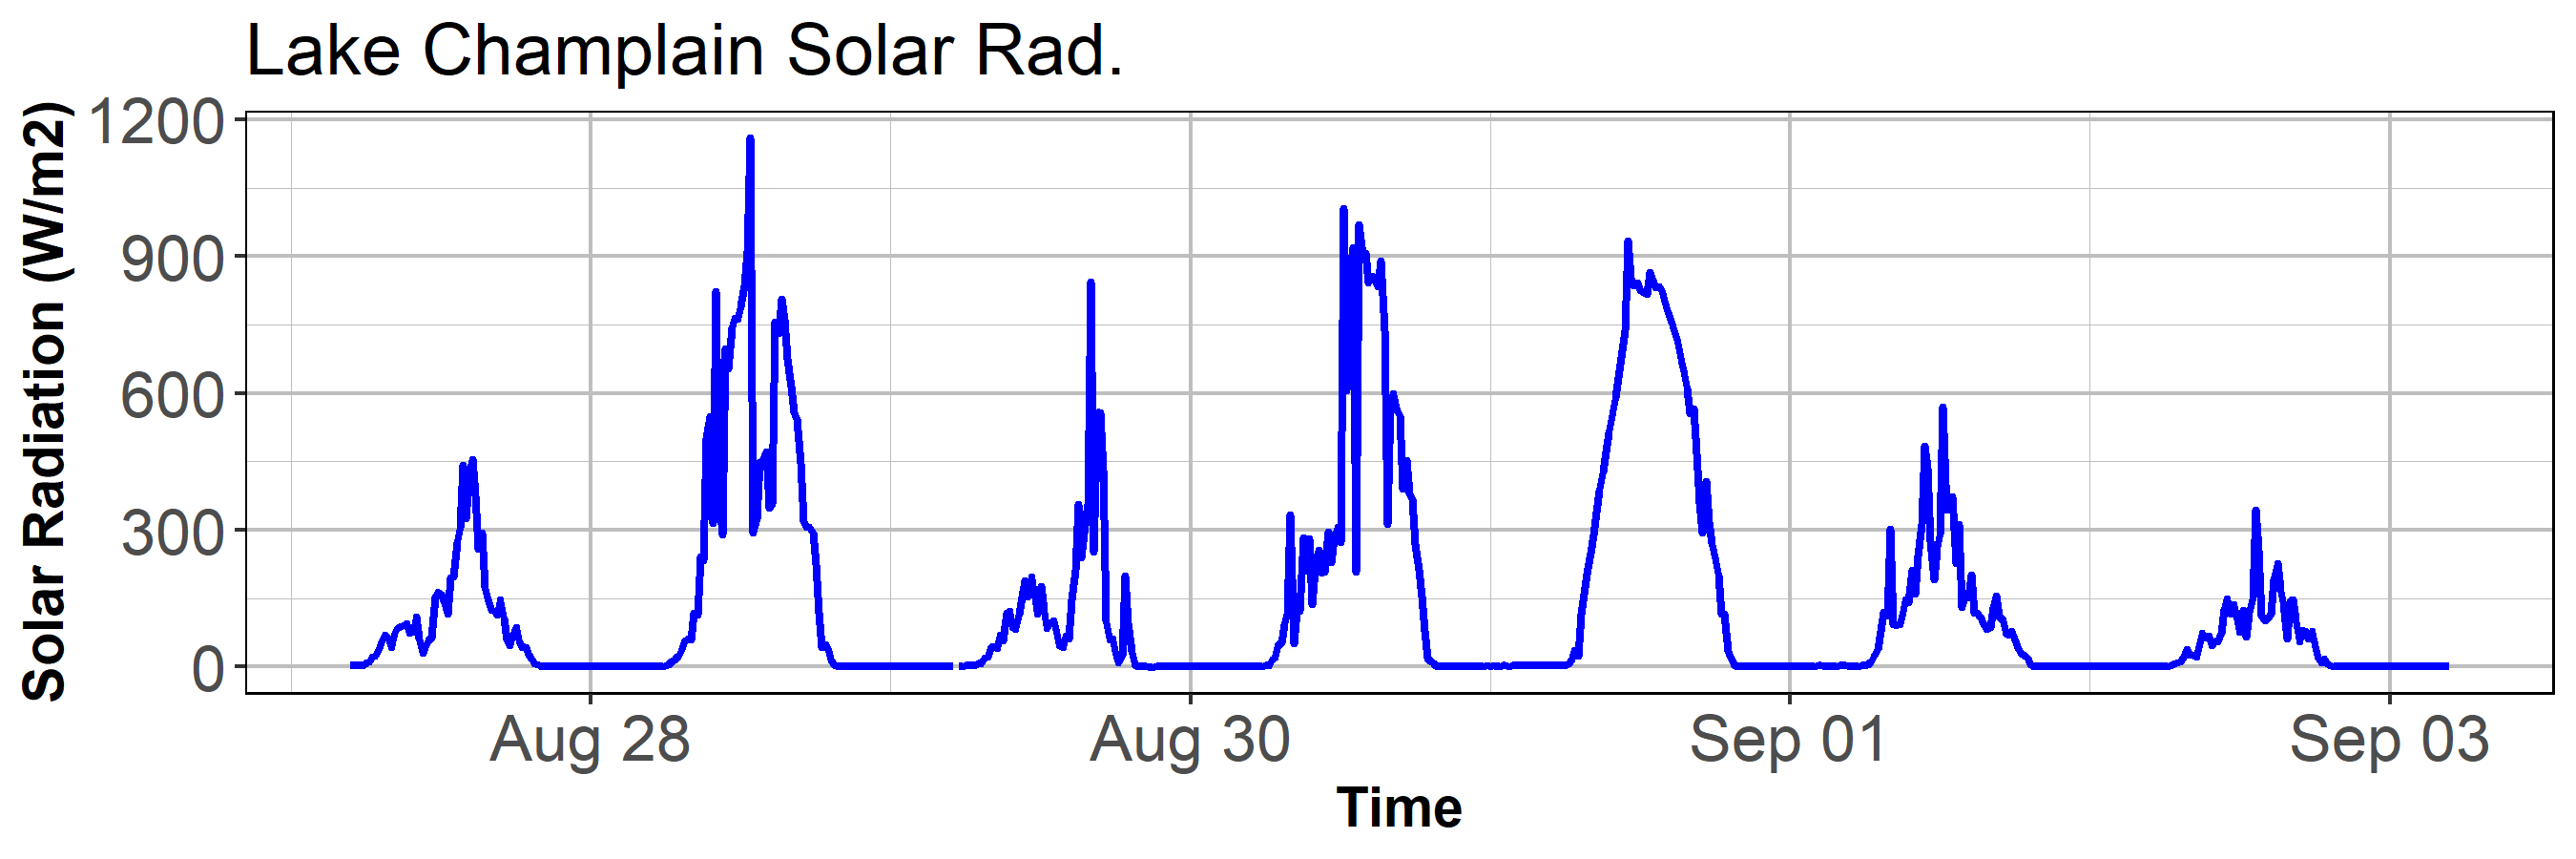 Lake Champlain Solar Rad.
Solar Radiation (W/m2)
1200
900
600
300
0
Aug 28
Aug 30
Sep 01
Sep 03
Time